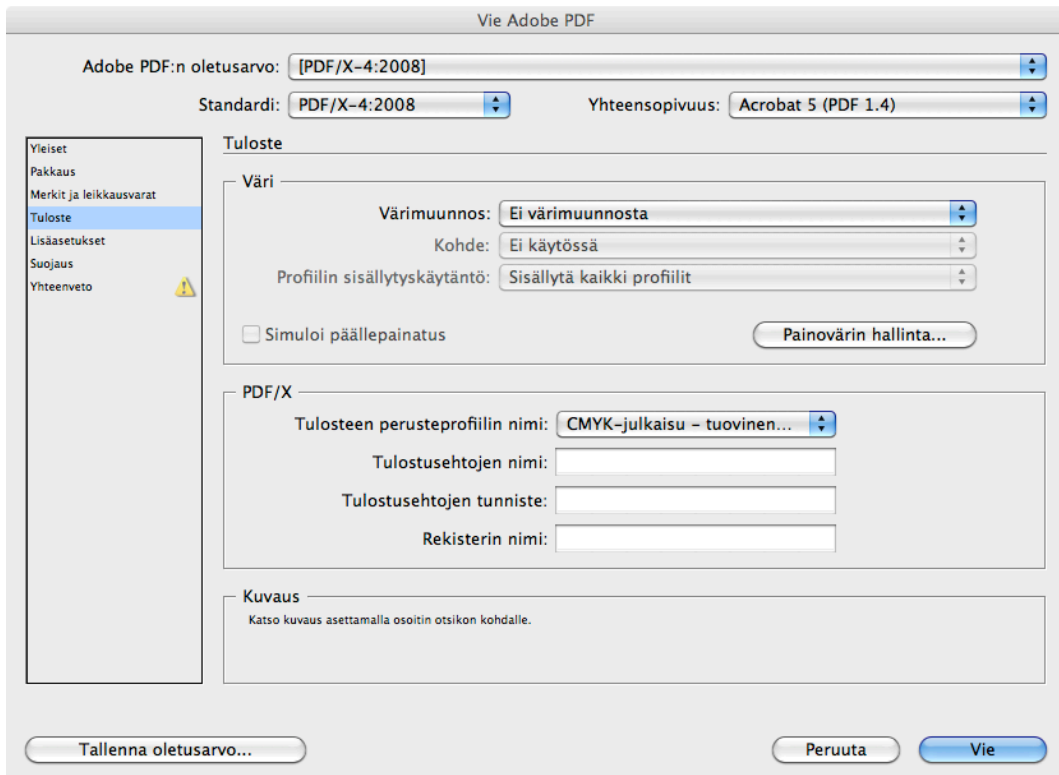 Vie Adobe PDF
Adobe PDF:n oletusarvo: [PDF/X-4:2008]
Standardi: PDF/X-4:2008 Yhteensopivuus: Acrobat 5 (PDF 1.4)
Yleiset
Pakkaus
Merkit ja leikkausvarat
Tuloste
Lisäasetukset
Suojaus
Yhteenveto
Tuloste
Väri
Värimuunnos: Ei värimuunnosta
Kohde: Ei käytössä
Profiilin sisällytyskäytäntö: Sisällytä kaikki profiilit
Simuloi päällepainatus Painovärin hallinta...
PDF/X
Tulosteen perusteprofiilin nimi: CMYK-julkaisu - tuovinen...
Tulostusehtojen nimi:
Tulostusehtojen tunniste:
Rekisterin nimi:
Kuvaus
Katso kuvaus asettamalla osoitin otsikon kohdalle.
Tallenna oletusarvo... Peruuta Vie